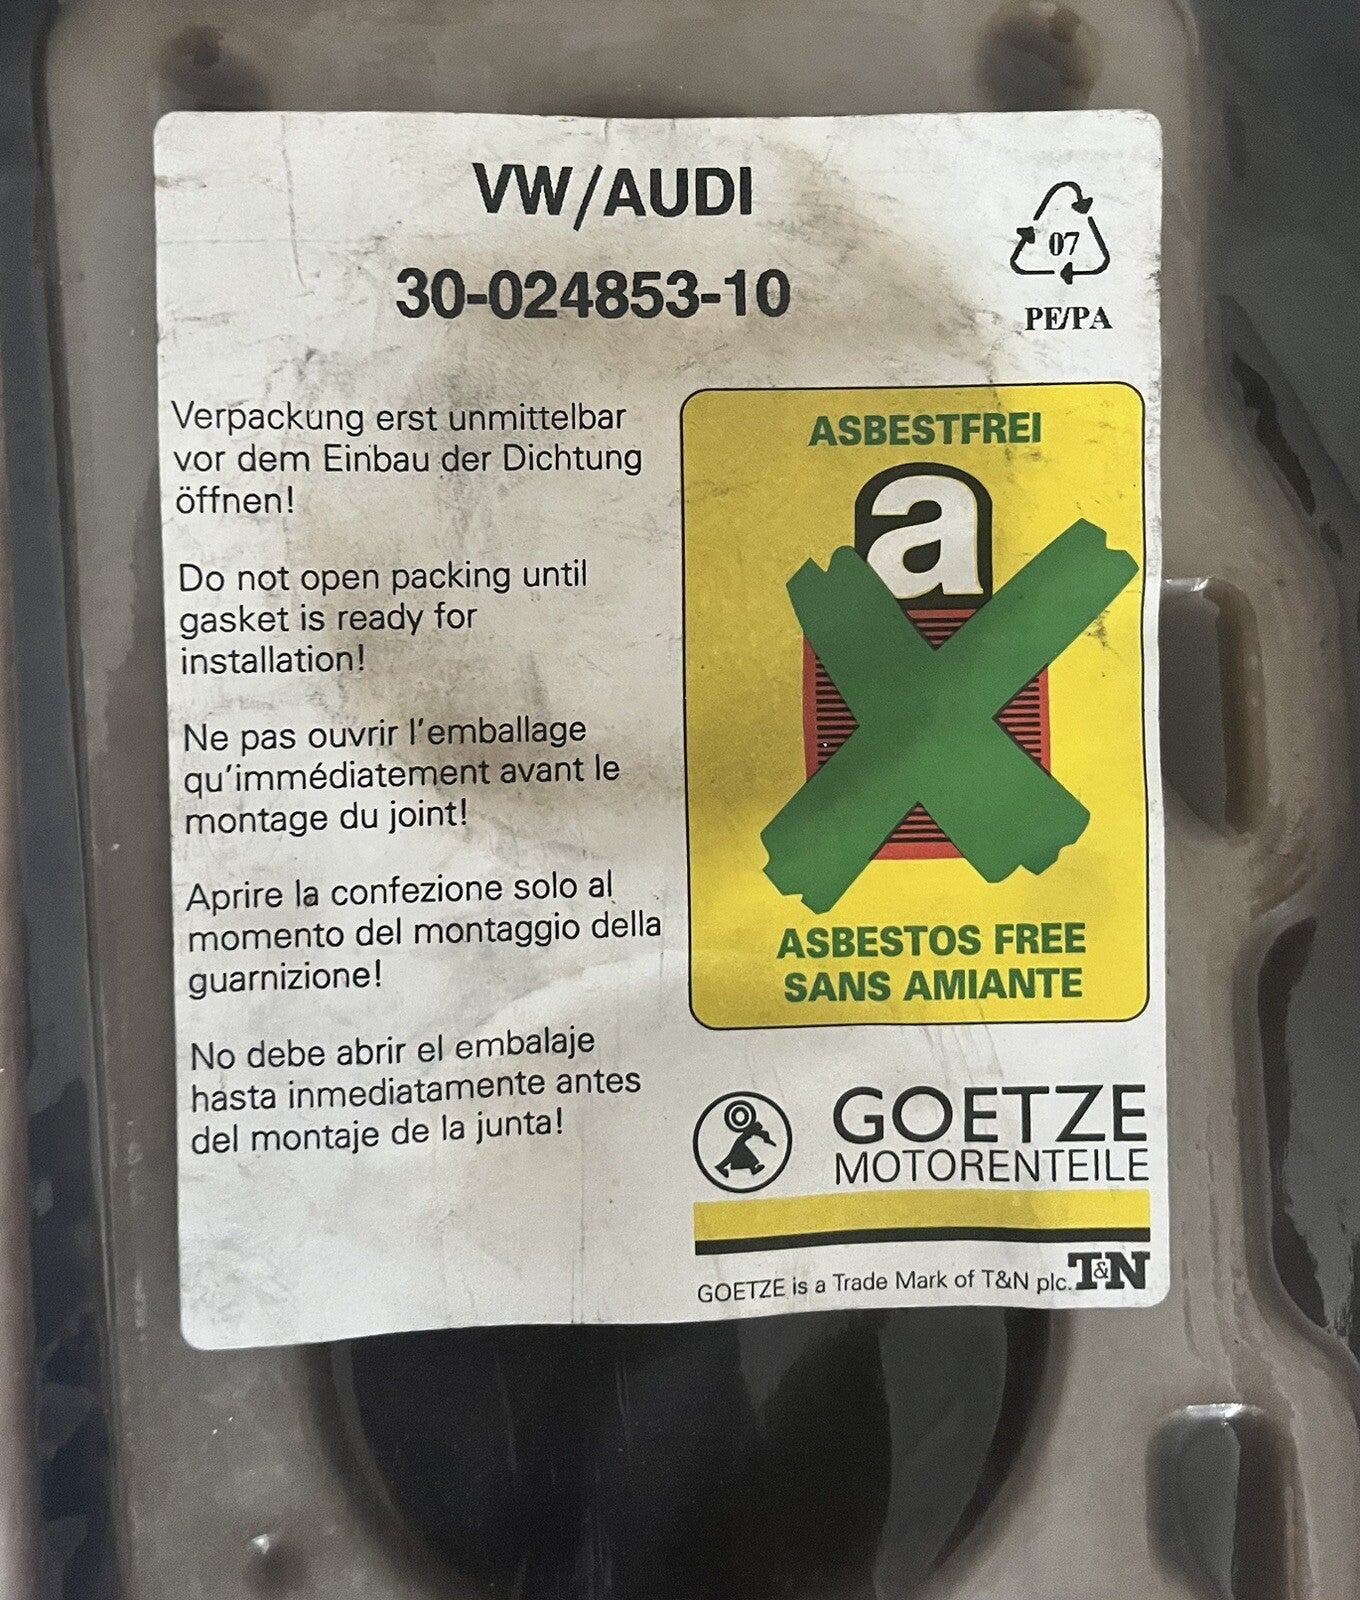 VW/AUDI
30-024853-10
07
PE/PA
Verpackung erst unmittelbar
vor dem Einbau der Dichtung
öffnen!
Do not open packing until
gasket is ready for
installation!
Ne pas ouvrir l'emballage
qu'immédiatement avant le
montage du joint!
Aprire la confezione solo al
momento del montaggio della
guarnizione!
No debe abrir el embalaje
hasta inmediatamente antes
del montaje de la junta!
ASBESTFREI
a
ASBESTOS FREE
SANS AMIANTE
GOETZE
MOTORENTEILE
GOETZE is a Trade Mark of T&N plc. T&N